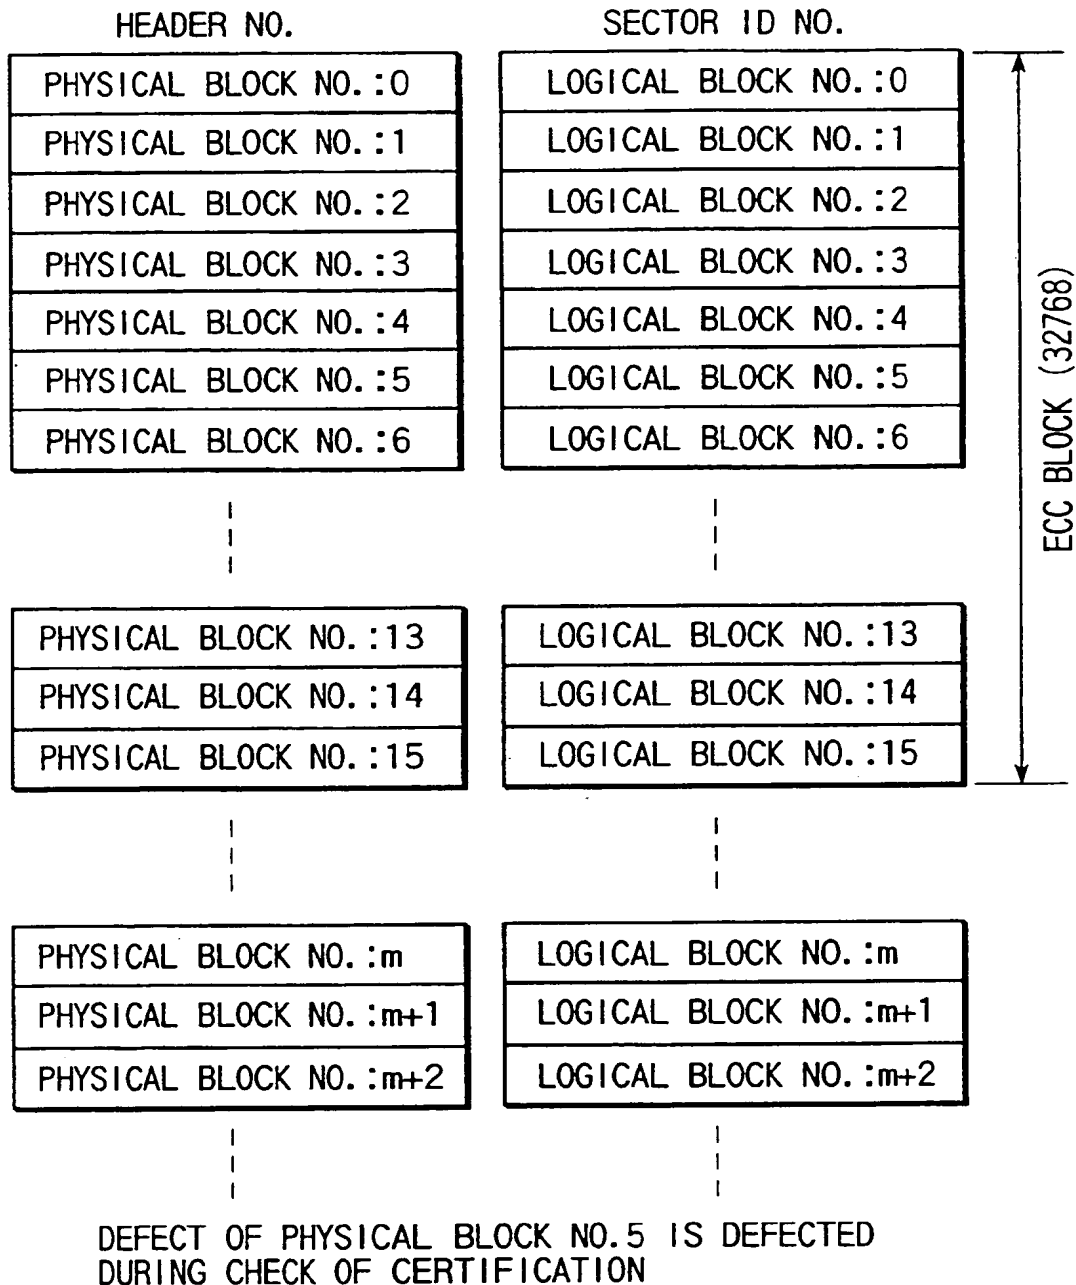 HEADER NO.
SECTOR ID NO.
PHYSICAL BLOCK NO.:0
LOGICAL BLOCK NO.:0
PHYSICAL BLOCK NO.:1
LOGICAL BLOCK NO.:1
PHYSICAL BLOCK NO.:2
LOGICAL BLOCK NO.:2
PHYSICAL BLOCK NO.:3
LOGICAL BLOCK NO.:3
PHYSICAL BLOCK NO.:4
LOGICAL BLOCK NO.:4
PHYSICAL BLOCK NO.:5
LOGICAL BLOCK NO.:5
PHYSICAL BLOCK NO.:6
LOGICAL BLOCK NO.:6
ECC BLOCK (32768)
PHYSICAL BLOCK NO.:13
LOGICAL BLOCK NO.:13
PHYSICAL BLOCK NO.:14
LOGICAL BLOCK NO.:14
PHYSICAL BLOCK NO.:15
LOGICAL BLOCK NO.:15
PHYSICAL BLOCK NO.:m
LOGICAL BLOCK NO.:m
PHYSICAL BLOCK NO.:m+1
LOGICAL BLOCK NO.:m+1
PHYSICAL BLOCK NO.:m+2
LOGICAL BLOCK NO.:m+2
DEFECT OF PHYSICAL BLOCK NO.5 IS DEFECTED
DURING CHECK OF CERTIFICATION